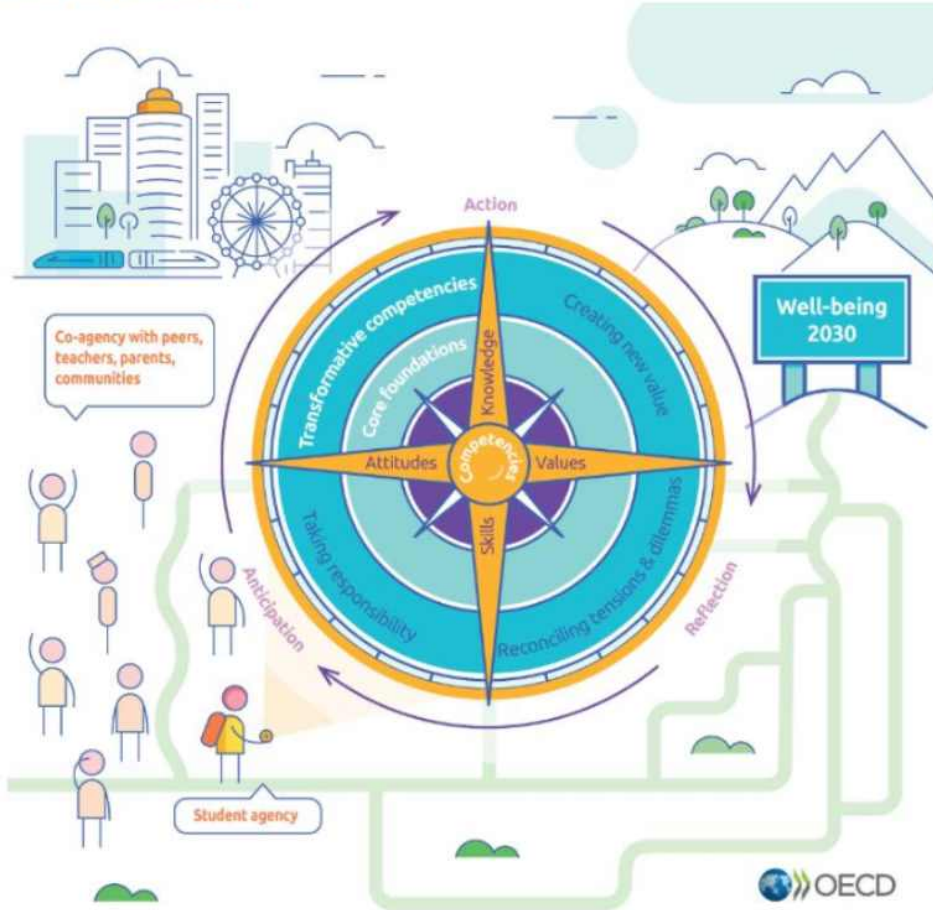 Action
Well-being
2030
Co-agency with peers,
teachers, parents,
communities
Transformative competencies
Creating new value
Core foundations
Knowledge
Attitudes
Competencies
Values
Skills
Taking responsibility
Reconciling tensions & dilemmas
Anticipation
Reflection
Student agency
OECD